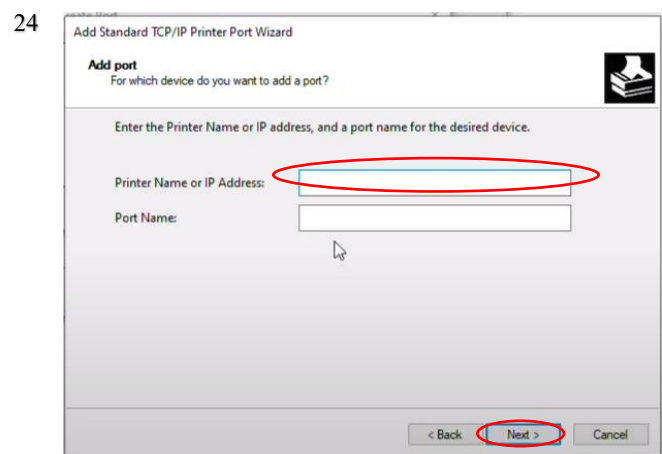 24
Add Standard TCP/IP Printer Port Wizard
Add port
For which device do you want to add a port?
Enter the Printer Name or IP address, and a port name for the desired device.
Printer Name or IP Address:
Port Name:
< Back Next > Cancel